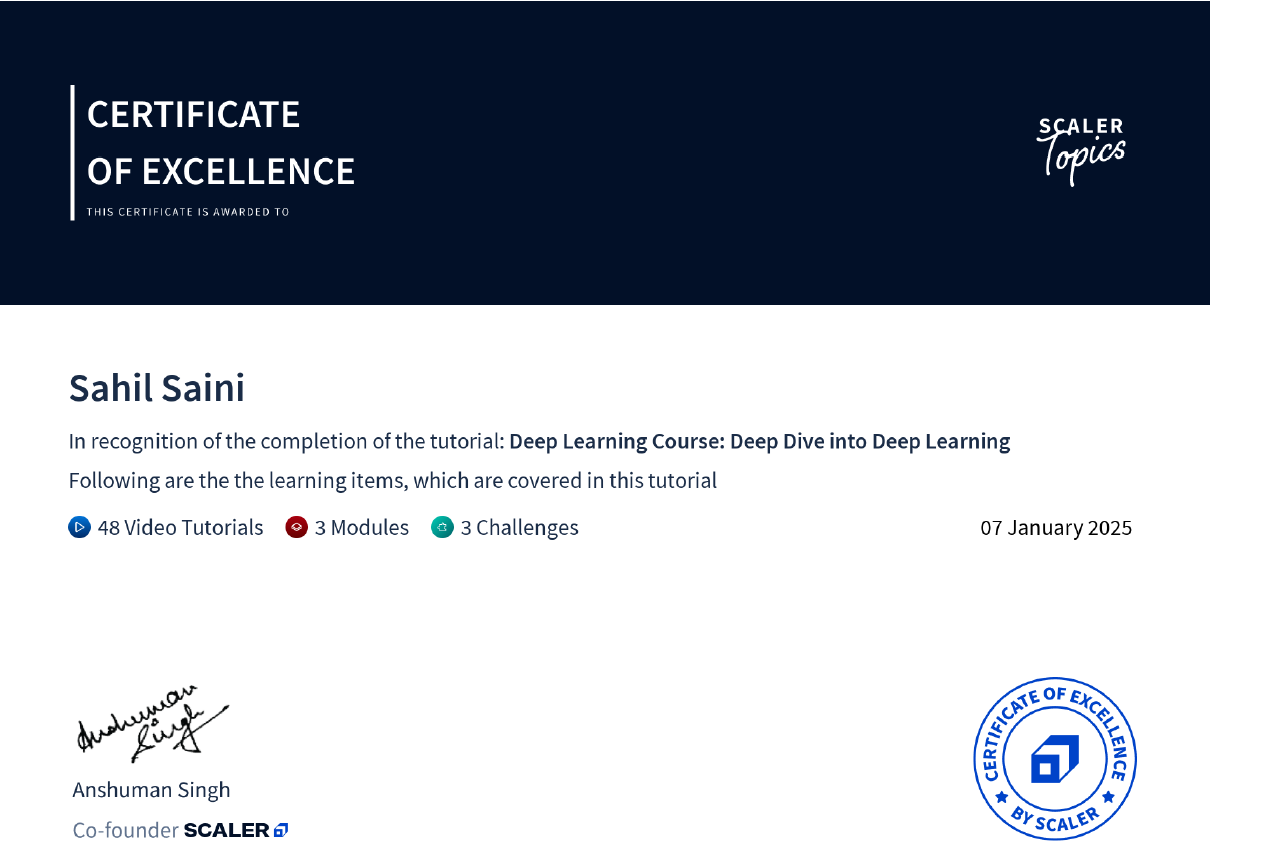 CERTIFICATE
OF EXCELLENCE
THIS CERTIFICATE IS AWARDED TO
SCALER
Topics
Sahil Saini
In recognition of the completion of the tutorial: Deep Learning Course: Deep Dive into Deep Learning
Following are the the learning items, which are covered in this tutorial
48 Video Tutorials 3 Modules 3 Challenges 07 January 2025
Anshuman
Singh
Anshuman Singh
Co-founder SCALER
CERTIFICATE OF EXCELLENCE
BY SCALER